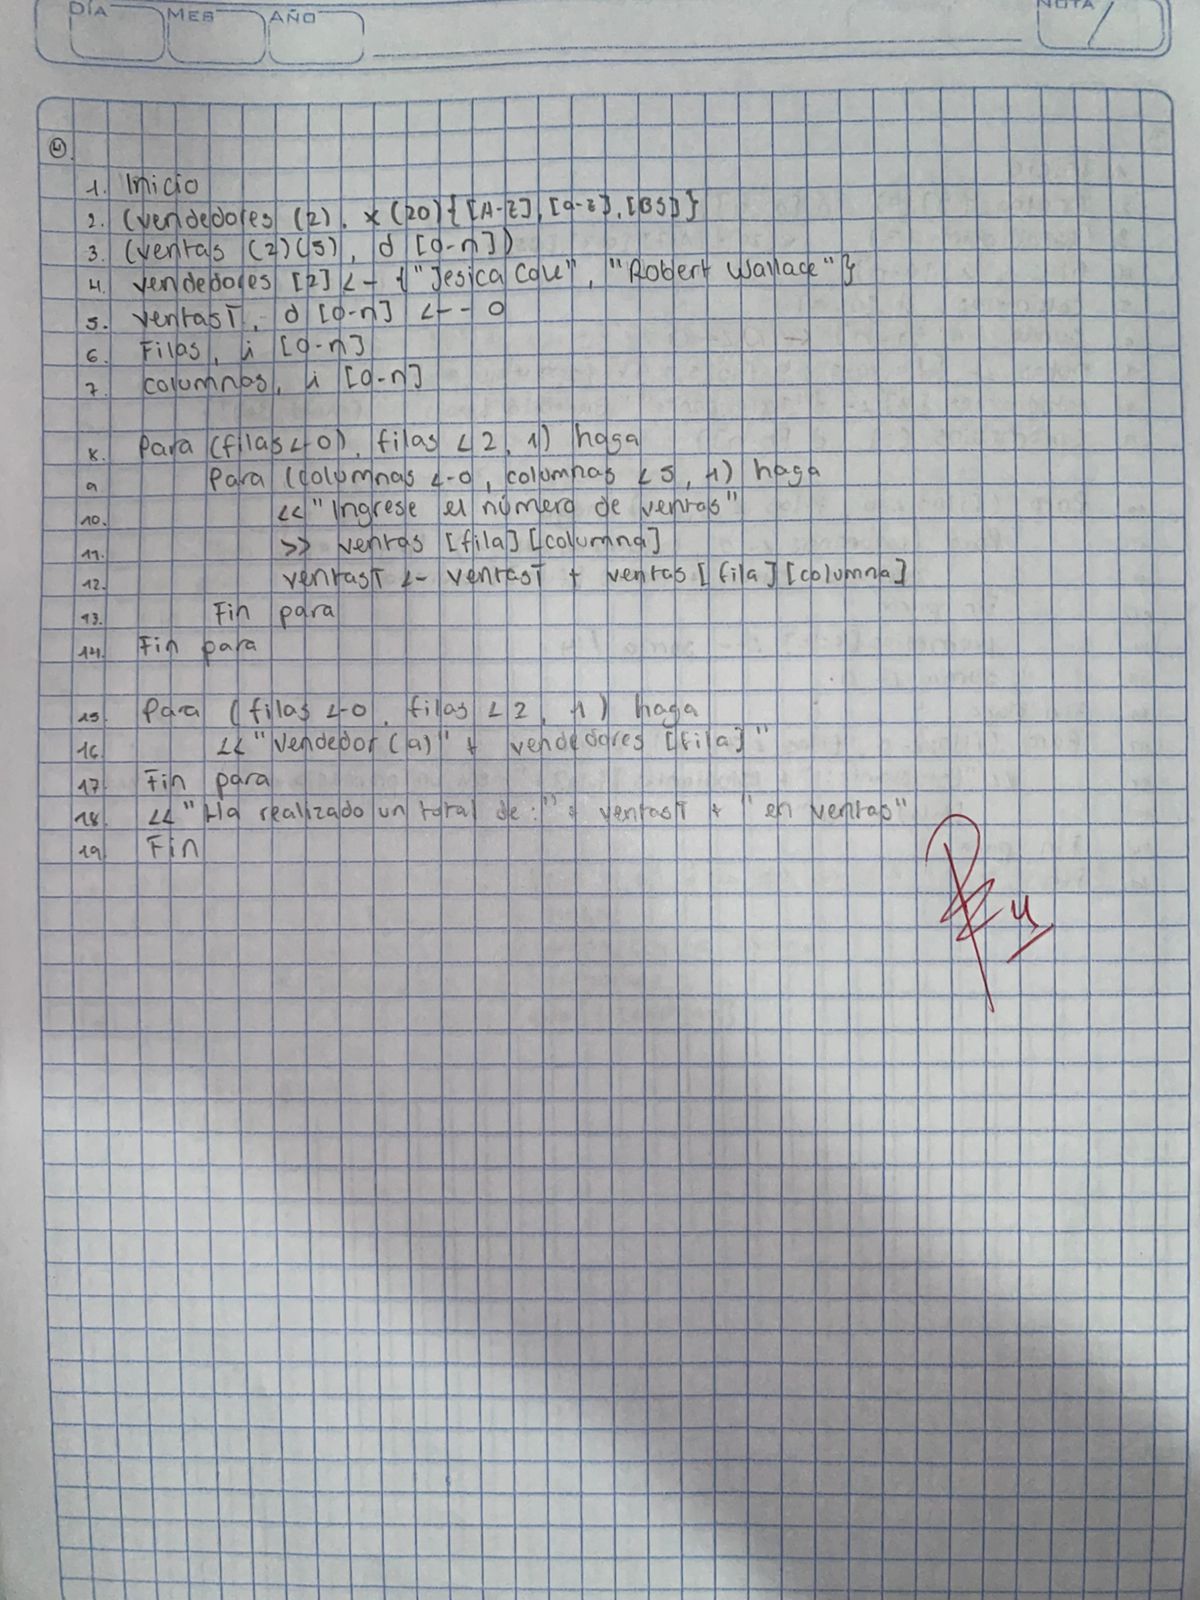 DÍA MES AÑO NOTA
4.
1. Inicio
2. (vendedores (2), x (20) { [A-Z], [a-z], [BS] }
3. (ventas (2)(5), d [0-n])
4. vendedores [2] <- { "Jesica Cole", "Robert Wallace" }
5. ventasT, d [0-n] <-- 0
6. Filas, i [0-n]
7. columnas, i [0-n]
8. Para (filas <-0), filas < 2, 1) haga
9 Para (columnas <-0, columnas < 5, 1) haga
10. << "Ingrese el número de ventas"
11. >> ventas [fila][columna]
12. ventasT <- ventasT + ventas [fila][columna]
13. Fin para
14. Fin para
15. Para (filas <-0, filas < 2, 1) haga
16 << "Vendedor(a)" + vendedores [fila]"
17. Fin para
18. << "Ha realizado un total de:" + ventasT + "en ventas"
19. Fin